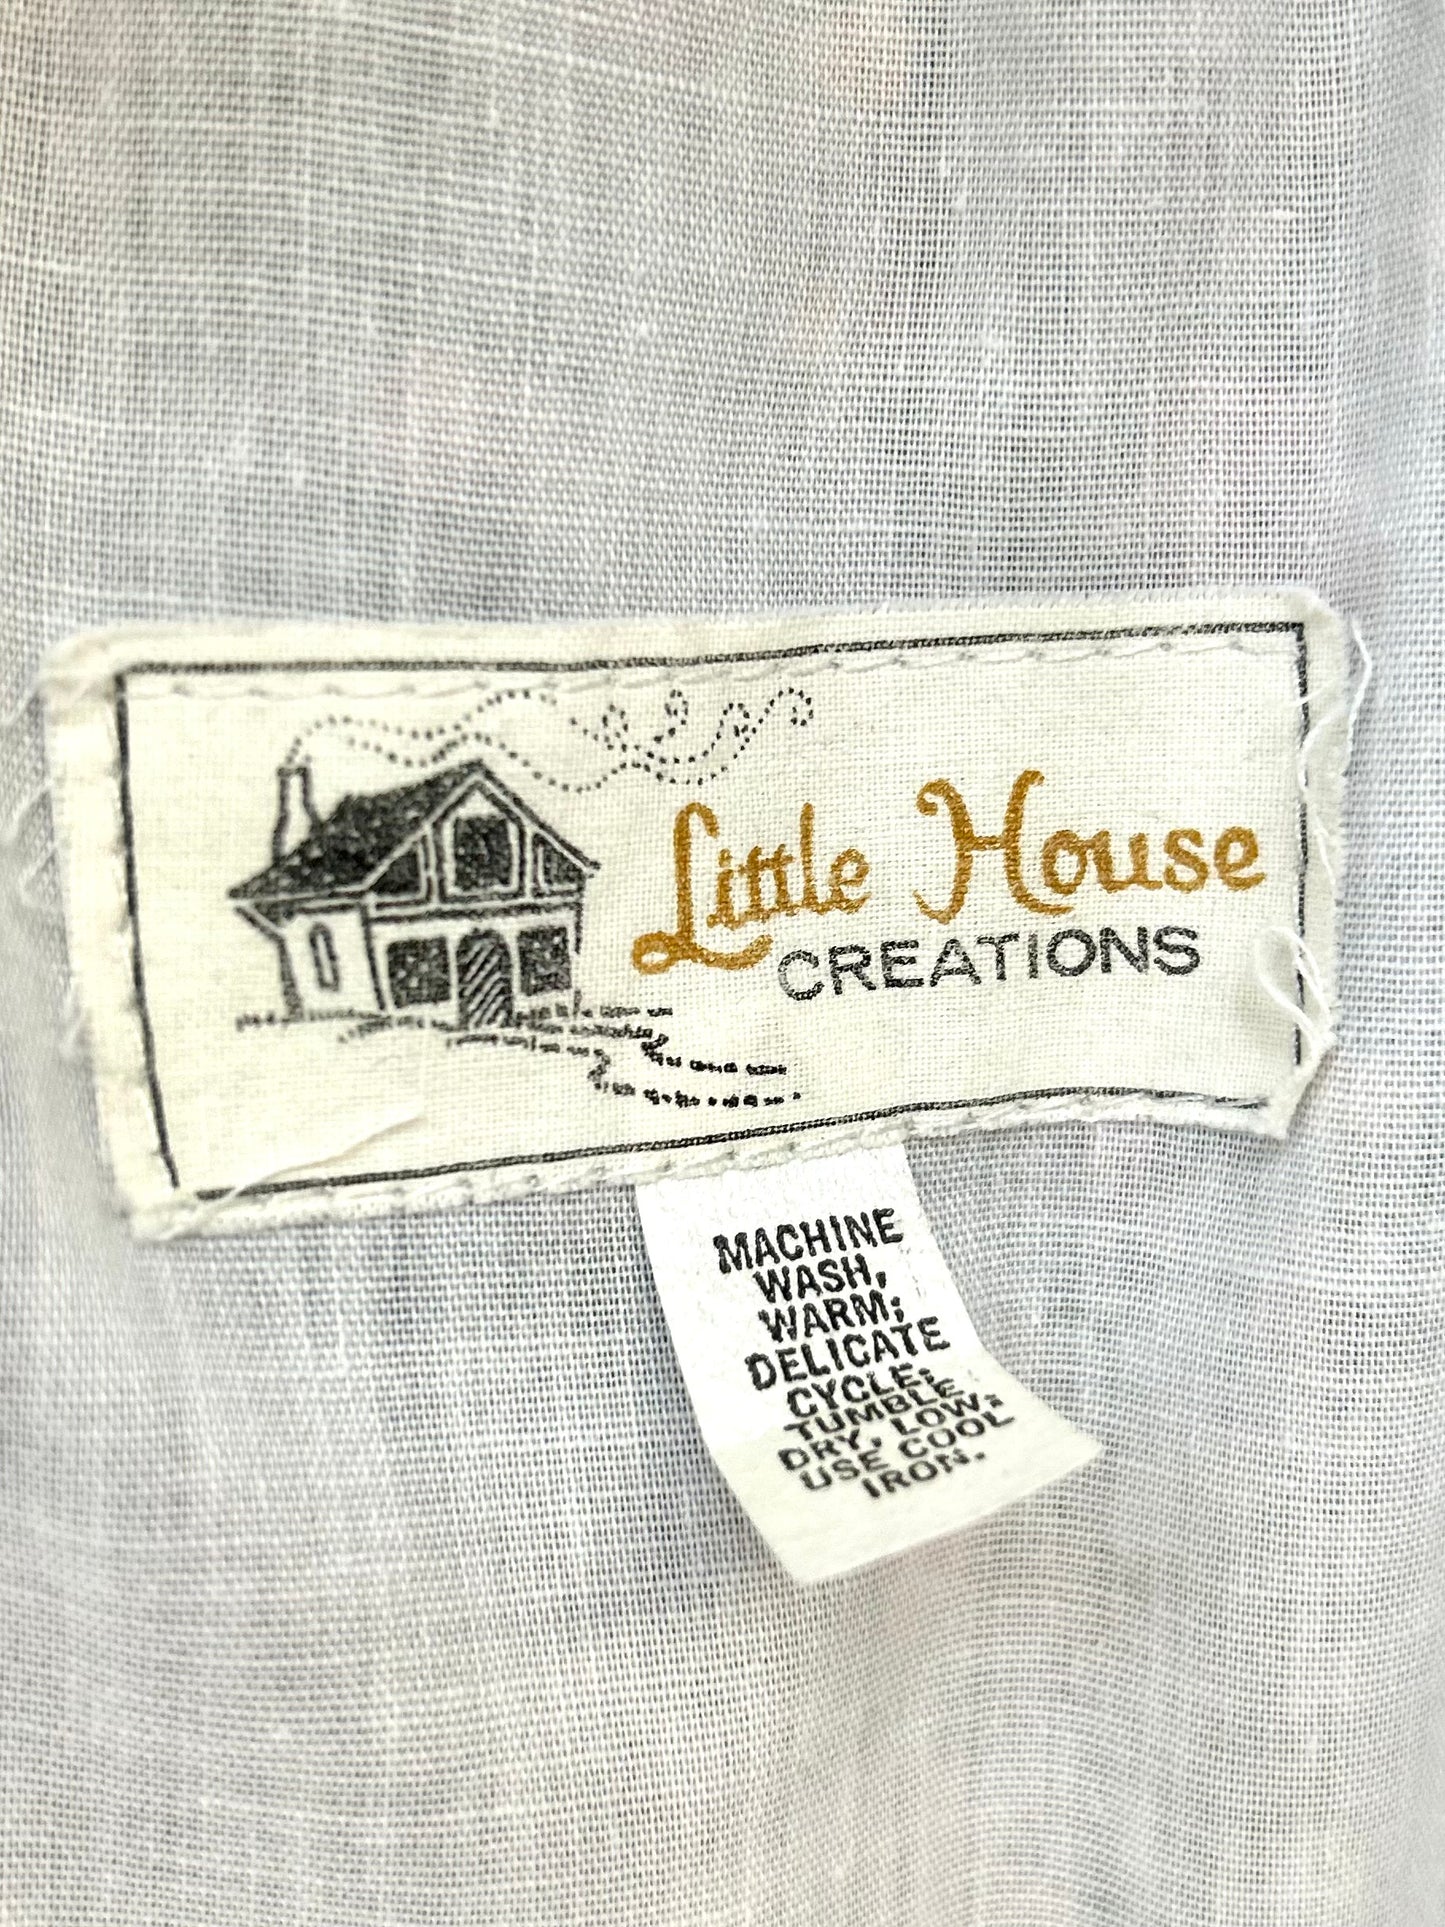 Little House
CREATIONS
MACHINE
WASH,
WARM;
DELICATE
CYCLE;
TUMBLE
DRY, LOW;
USE COOL
IRON.